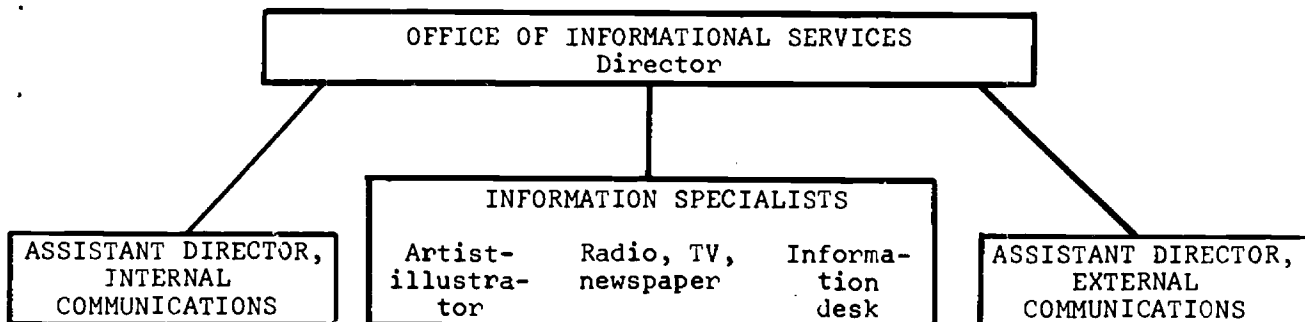 OFFICE OF INFORMATIONAL SERVICES
Director
INFORMATION SPECIALISTS
Artist-
illustra-
tor
Radio, TV,
newspaper
Informa-
tion
desk
ASSISTANT DIRECTOR,
INTERNAL
COMMUNICATIONS
ASSISTANT DIRECTOR,
EXTERNAL
COMMUNICATIONS